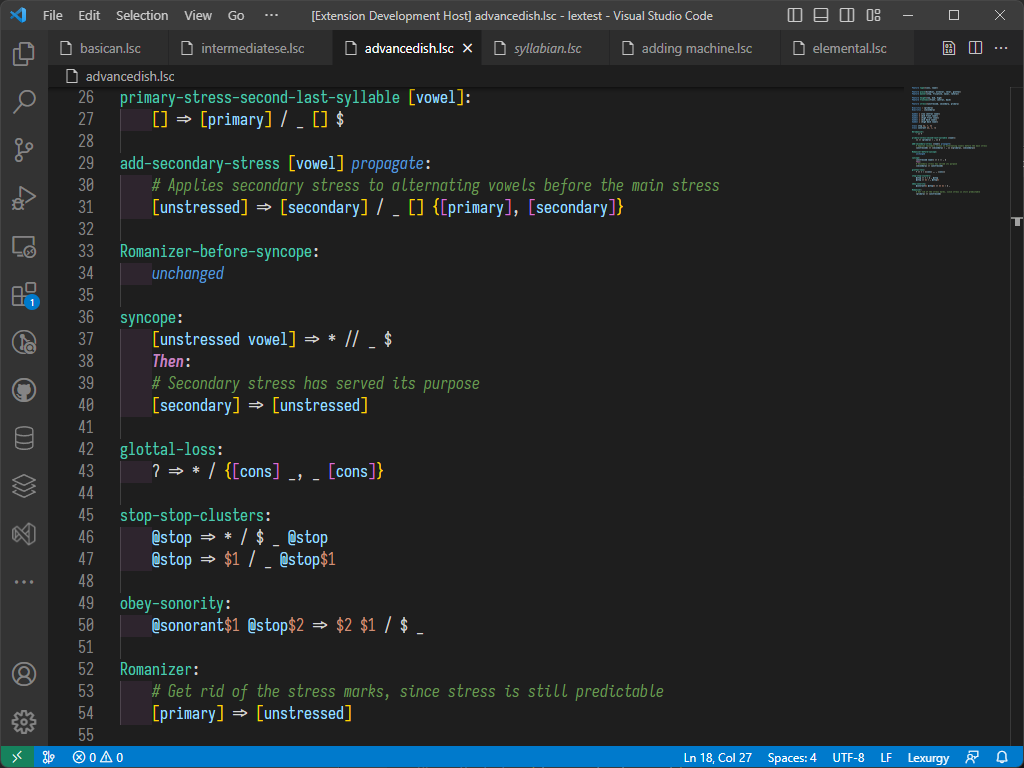 File Edit Selection View Go ··· [Extension Development Host] advancedish.lsc - lextest - Visual Studio Code
basican.lsc intermediatese.lsc advancedish.lsc syllabian.lsc adding machine.lsc elemental.lsc
advancedish.lsc
26 primary-stress-second-last-syllable [vowel]:
27 [] ⇒ [primary] / _ [] $
28
29 add-secondary-stress [vowel] propagate:
30 # Applies secondary stress to alternating vowels before the main stress
31 [unstressed] ⇒ [secondary] / _ [] {[primary], [secondary]}
32
33 Romanizer-before-syncope:
34 unchanged
35
36 syncope:
37 [unstressed vowel] ⇒ * // _ $
38 Then:
39 # Secondary stress has served its purpose
40 [secondary] ⇒ [unstressed]
41
42 glottal-loss:
43 ? ⇒ * / {[cons] _, _ [cons]}
44
45 stop-stop-clusters:
46 @stop ⇒ * / $ _ @stop
47 @stop ⇒ $1 / _ @stop$1
48
49 obey-sonority:
50 @sonorant$1 @stop$2 ⇒ $2 $1 / $ _
51
52 Romanizer:
53 # Get rid of the stress marks, since stress is still predictable
54 [primary] ⇒ [unstressed]
55
1
0 0 Ln 18, Col 27 Spaces: 4 UTF-8 LF Lexurgy